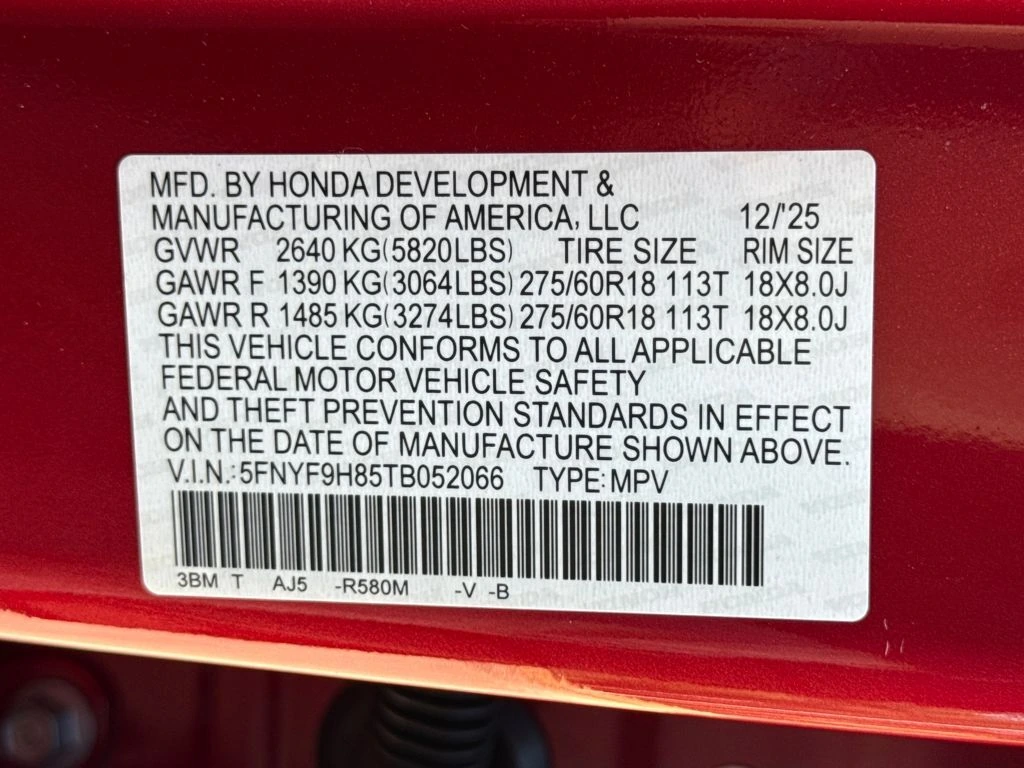 MFD. BY HONDA DEVELOPMENT &
MANUFACTURING OF AMERICA, LLC 12/'25
GVWR 2640 KG(5820LBS) TIRE SIZE RIM SIZE
GAWR F 1390 KG(3064LBS) 275/60R18 113T 18X8.0J
GAWR R 1485 KG(3274LBS) 275/60R18 113T 18X8.0J
THIS VEHICLE CONFORMS TO ALL APPLICABLE
FEDERAL MOTOR VEHICLE SAFETY
AND THEFT PREVENTION STANDARDS IN EFFECT
ON THE DATE OF MANUFACTURE SHOWN ABOVE.
V.I.N.: 5FNYF9H85TB052066 TYPE: MPV
3BM T AJ5 -R580M -V -B